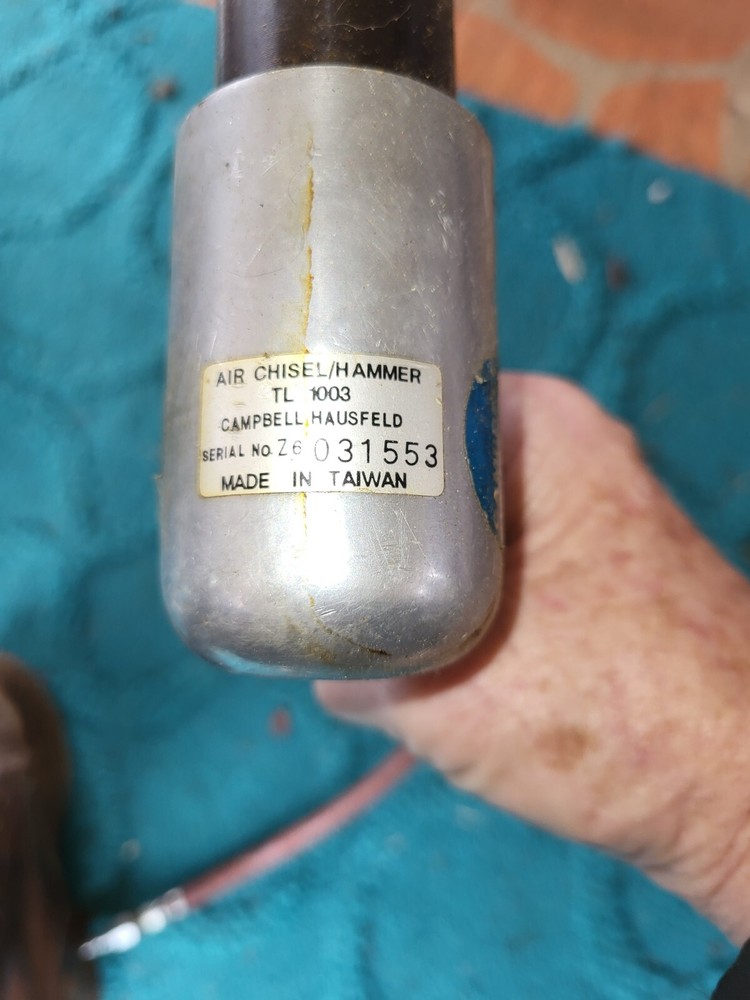 AIR CHISEL/HAMMER
TL 1003
CAMPBELL HAUSFELD
SERIAL No. Z6 031553
MADE IN TAIWAN